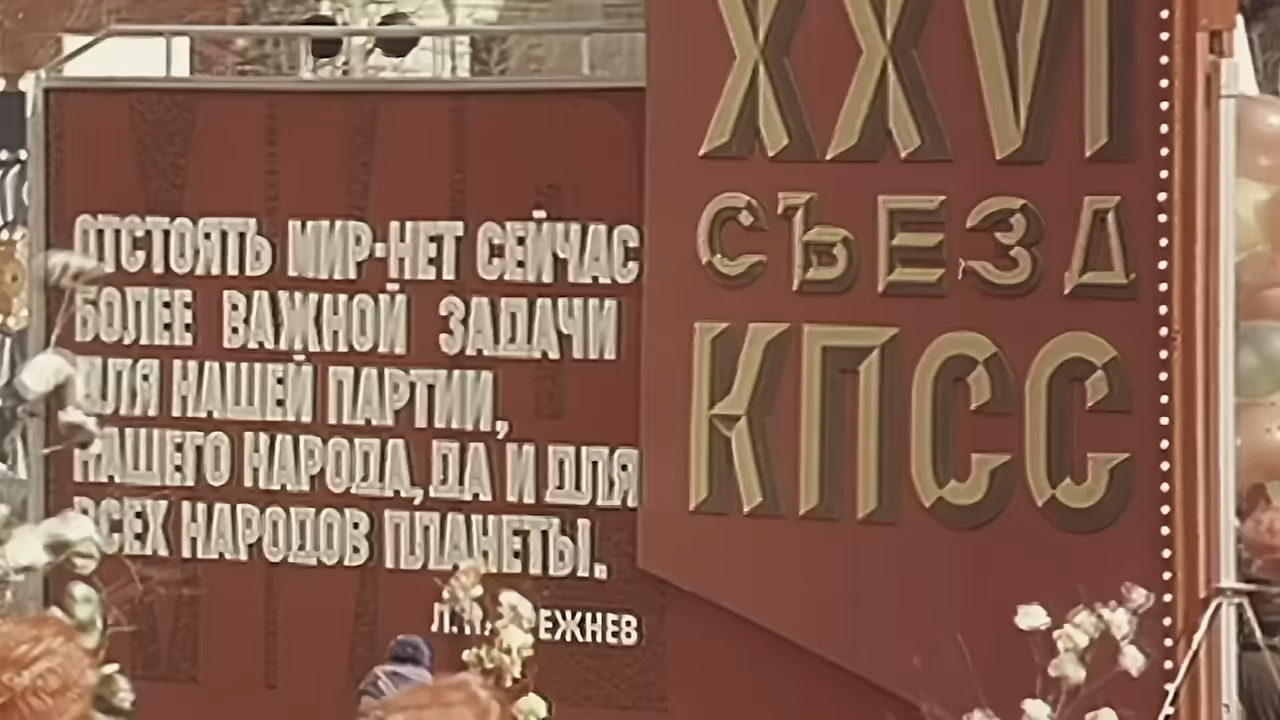 ОТСТОЯТЬ МИР-НЕТ СЕЙЧАС
БОЛЕЕ ВАЖНОЙ ЗАДАЧИ
ДЛЯ НАШЕЙ ПАРТИИ,
НАШЕГО НАРОДА, ДА И ДЛЯ
ВСЕХ НАРОДОВ ПЛАНЕТЫ.
XXVI
СЪЕЗД
КПСС